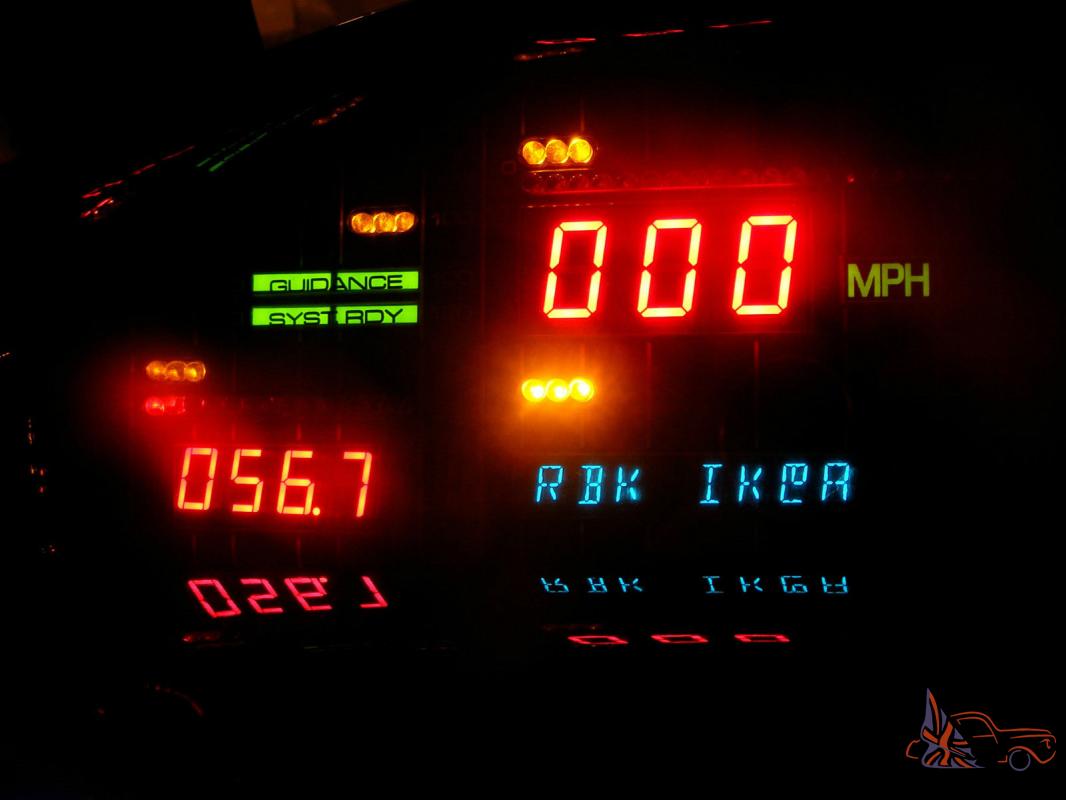 000 MPH
GUIDANCE
SYST.RDY
056.7
RBK IK@A